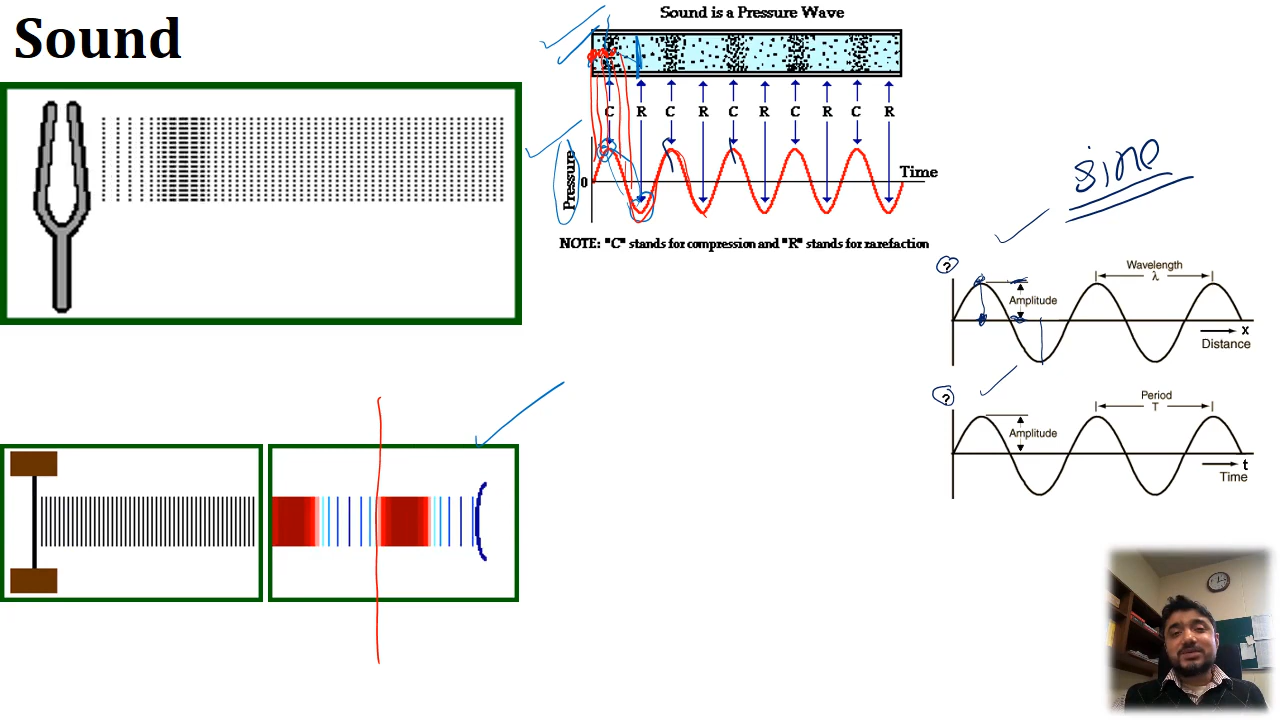 Sound
Sound is a Pressure Wave
C R C R C R C R C R
Pressure
0
Time
NOTE: "C" stands for compression and "R" stands for rarefaction
sine
?
Wavelength
λ
Amplitude
x
Distance
?
Period
T
Amplitude
t
Time